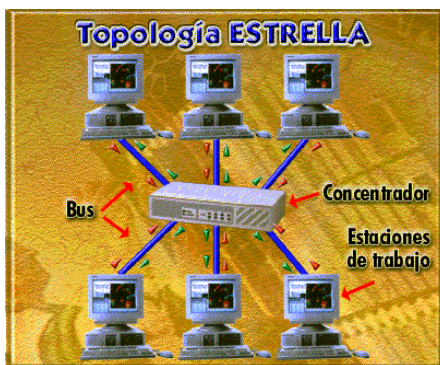 Topología ESTRELLA
Bus
Concentrador
Estaciones
de trabajo